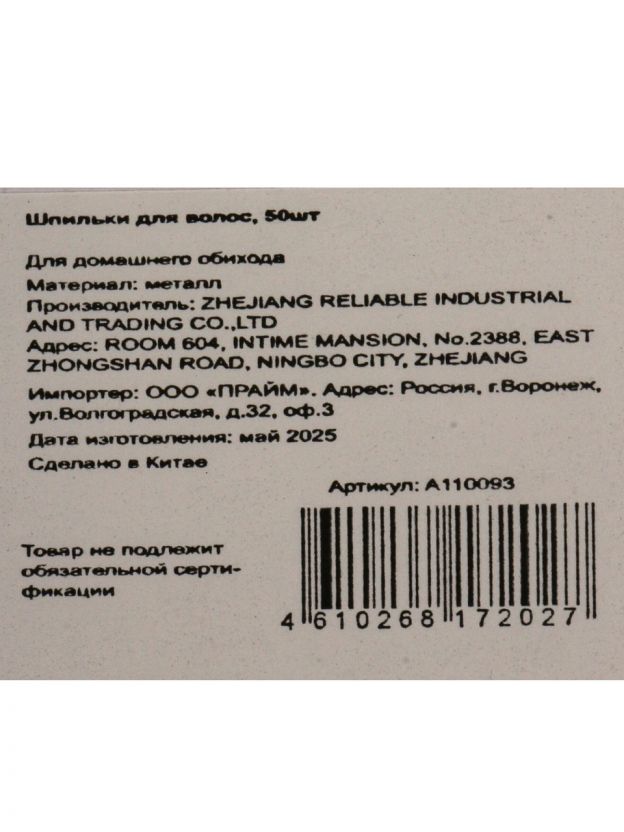 Шпильки для волос, 50шт
Для домашнего обихода
Материал: металл
Производитель: ZHEJIANG RELIABLE INDUSTRIAL
AND TRADING CO.,LTD
Адрес: ROOM 604, INTIME MANSION, No.2388, EAST
ZHONGSHAN ROAD, NINGBO CITY, ZHEJIANG
Импортер: ООО «ПРАЙМ». Адрес: Россия, г.Воронеж,
ул.Волгоградская, д.32, оф.3
Дата изготовления: май 2025
Сделано в Китае
Артикул: A110093
Товар не подлежит
обязательной серти-
фикации
4 610268 172027